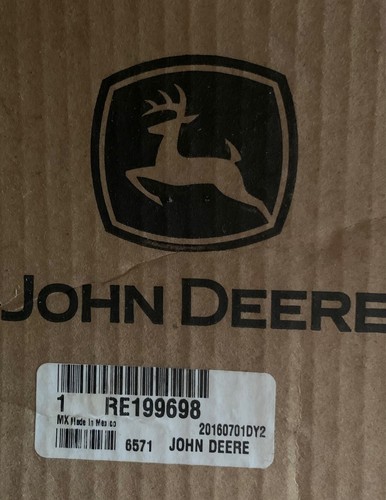 JOHN DEERE
1 RE199698
MX Made in Mexico
20160701DY2
6571 JOHN DEERE